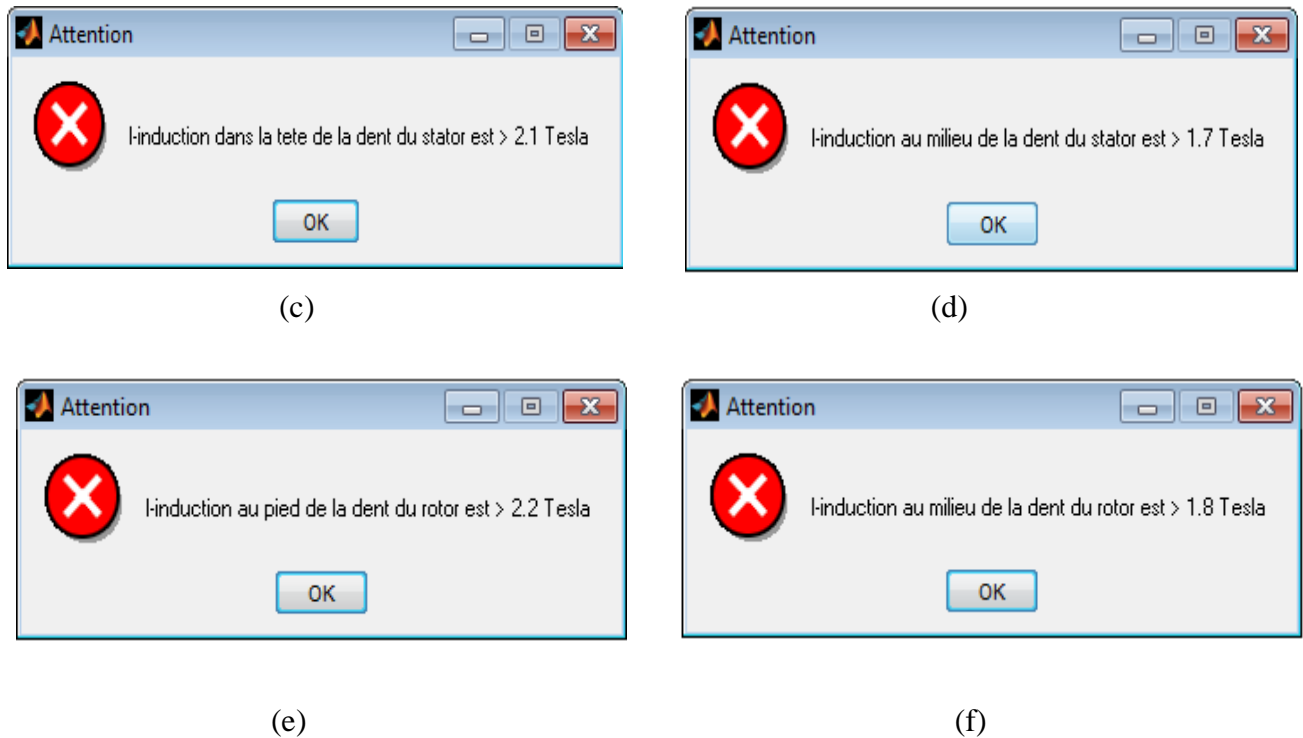 Attention
l-induction dans la tete de la dent du stator est > 2.1 Tesla
OK
(c)
Attention
l-induction au milieu de la dent du stator est > 1.7 Tesla
OK
(d)
Attention
l-induction au pied de la dent du rotor est > 2.2 Tesla
OK
(e)
Attention
l-induction au milieu de la dent du rotor est > 1.8 Tesla
OK
(f)